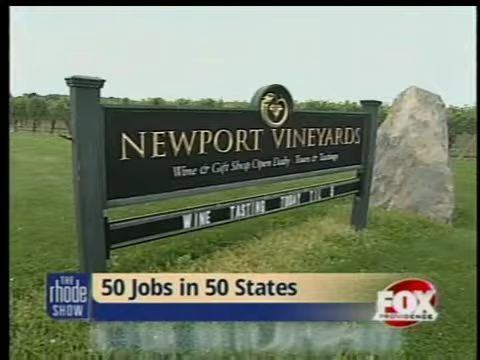 NEWPORT VINEYARDS
Wine & Gift Shop Open Daily · Tours & Tastings
WINE TASTING TODAY TIL
THE
rhode
SHOW
50 Jobs in 50 States
FOX
PROVIDENCE